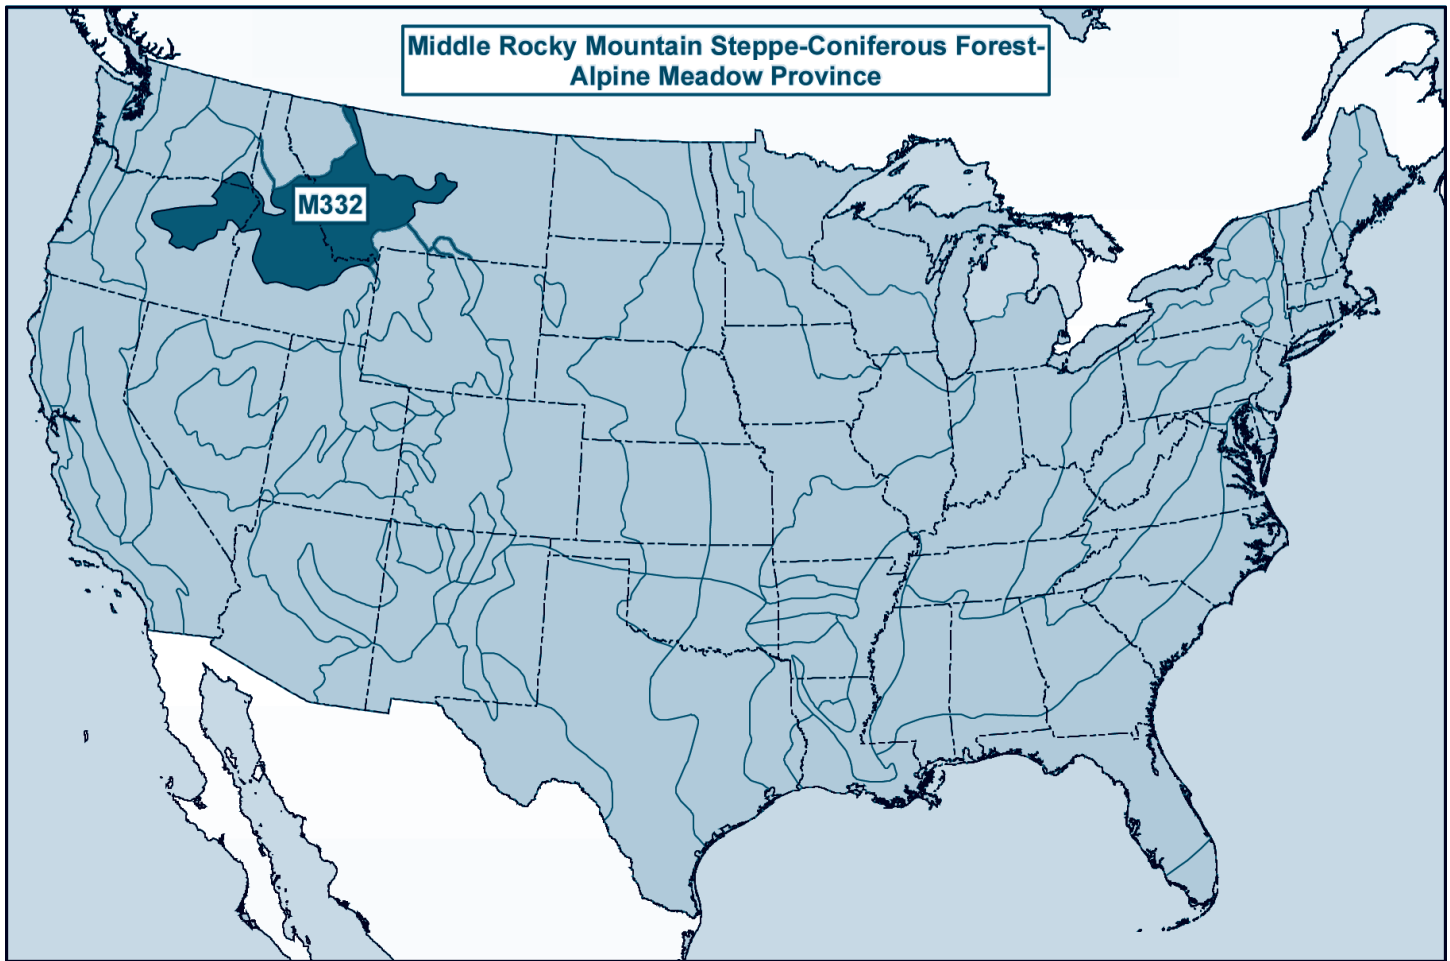 Middle Rocky Mountain Steppe-Coniferous Forest-
Alpine Meadow Province
M332